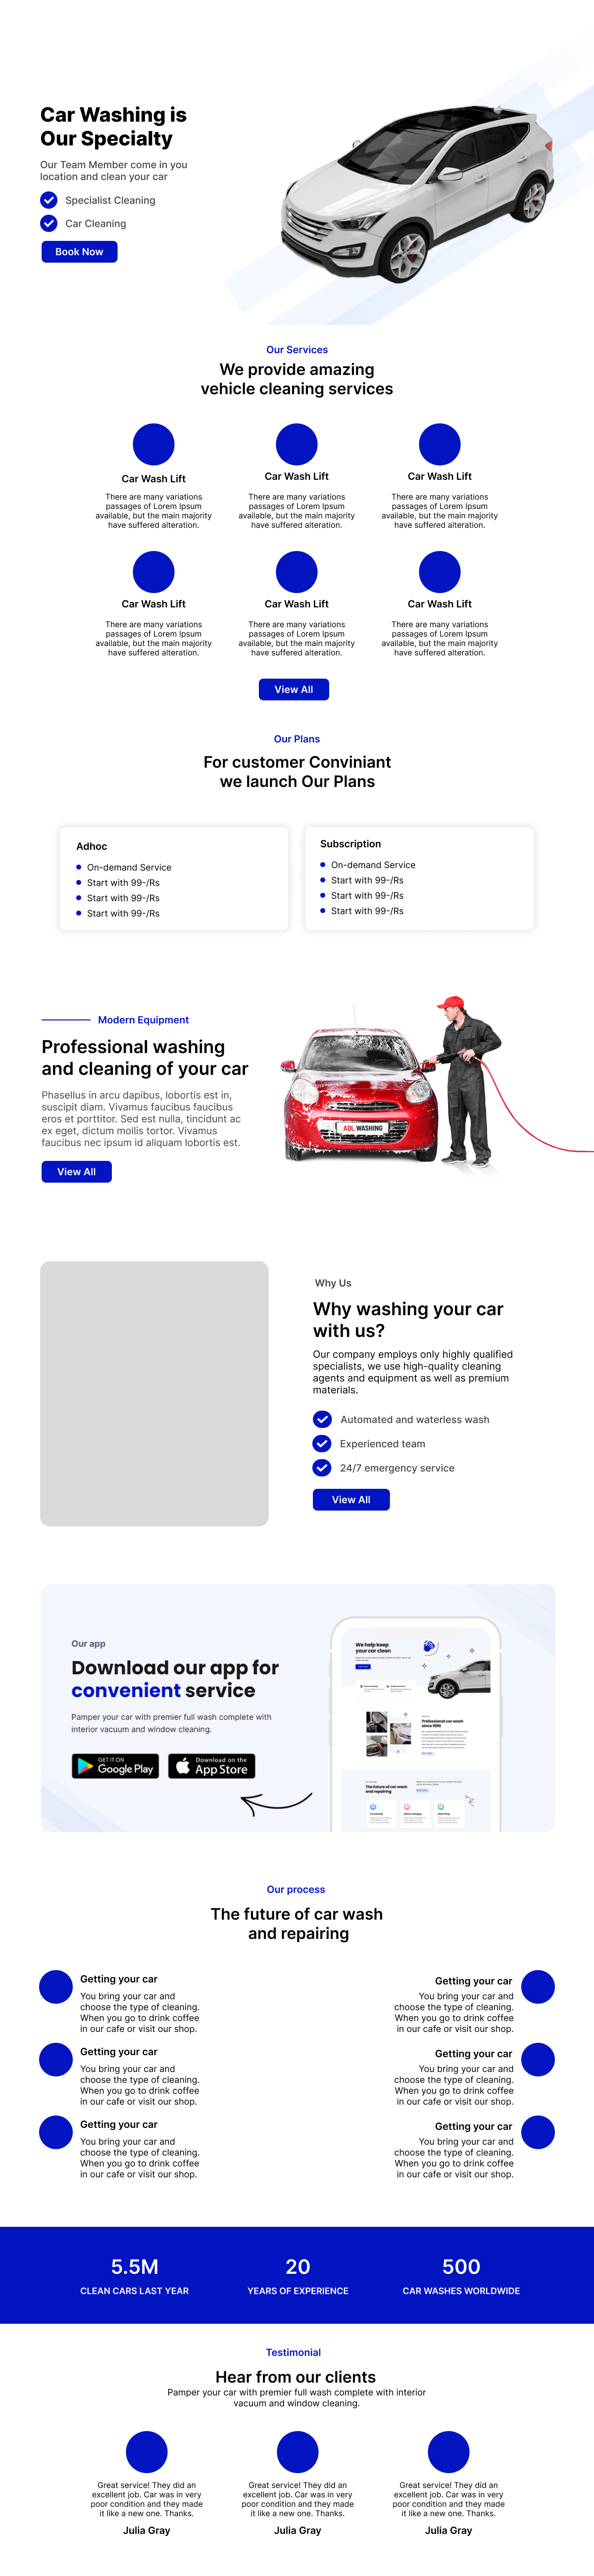 Car Washing is
Our Specialty
Our Team Member come in you
location and clean your car
Specialist Cleaning
Car Cleaning
Book Now
Our Services
We provide amazing
vehicle cleaning services
Car Wash Lift
There are many variations
passages of Lorem Ipsum
available, but the main majority
have suffered alteration.
Car Wash Lift
There are many variations
passages of Lorem Ipsum
available, but the main majority
have suffered alteration.
Car Wash Lift
There are many variations
passages of Lorem Ipsum
available, but the main majority
have suffered alteration.
Car Wash Lift
There are many variations
passages of Lorem Ipsum
available, but the main majority
have suffered alteration.
Car Wash Lift
There are many variations
passages of Lorem Ipsum
available, but the main majority
have suffered alteration.
Car Wash Lift
There are many variations
passages of Lorem Ipsum
available, but the main majority
have suffered alteration.
View All
Our Plans
For customer Conviniant
we launch Our Plans
Adhoc
On-demand Service
Start with 99-/Rs
Start with 99-/Rs
Start with 99-/Rs
Subscription
On-demand Service
Start with 99-/Rs
Start with 99-/Rs
Start with 99-/Rs
Modern Equipment
Professional washing
and cleaning of your car
Phasellus in arcu dapibus, lobortis est in,
suscipit diam. Vivamus faucibus faucibus
eros et porttitor. Sed est nulla, tincidunt ac
ex eget, dictum mollis tortor. Vivamus
faucibus nec ipsum id aliquam lobortis est.
View All
AQL WASHING
Why Us
Why washing your car
with us?
Our company employs only highly qualified
specialists, we use high-quality cleaning
agents and equipment as well as premium
materials.
Automated and waterless wash
Experienced team
24/7 emergency service
View All
Our app
Download our app for
convenient service
Pamper your car with premier full wash complete with
interior vacuum and window cleaning.
GET IT ON
Google Play
Download on the
App Store
We help keep
your car clean
Professional car wash
since 1980
The future of car wash
and repairing
Our process
The future of car wash
and repairing
Getting your car
You bring your car and
choose the type of cleaning.
When you go to drink coffee
in our cafe or visit our shop.
Getting your car
You bring your car and
choose the type of cleaning.
When you go to drink coffee
in our cafe or visit our shop.
Getting your car
You bring your car and
choose the type of cleaning.
When you go to drink coffee
in our cafe or visit our shop.
Getting your car
You bring your car and
choose the type of cleaning.
When you go to drink coffee
in our cafe or visit our shop.
Getting your car
You bring your car and
choose the type of cleaning.
When you go to drink coffee
in our cafe or visit our shop.
Getting your car
You bring your car and
choose the type of cleaning.
When you go to drink coffee
in our cafe or visit our shop.
5.5M
CLEAN CARS LAST YEAR
20
YEARS OF EXPERIENCE
500
CAR WASHES WORLDWIDE
Testimonial
Hear from our clients
Pamper your car with premier full wash complete with interior
vacuum and window cleaning.
Great service! They did an
excellent job. Car was in very
poor condition and they made
it like a new one. Thanks.
Julia Gray
Great service! They did an
excellent job. Car was in very
poor condition and they made
it like a new one. Thanks.
Julia Gray
Great service! They did an
excellent job. Car was in very
poor condition and they made
it like a new one. Thanks.
Julia Gray